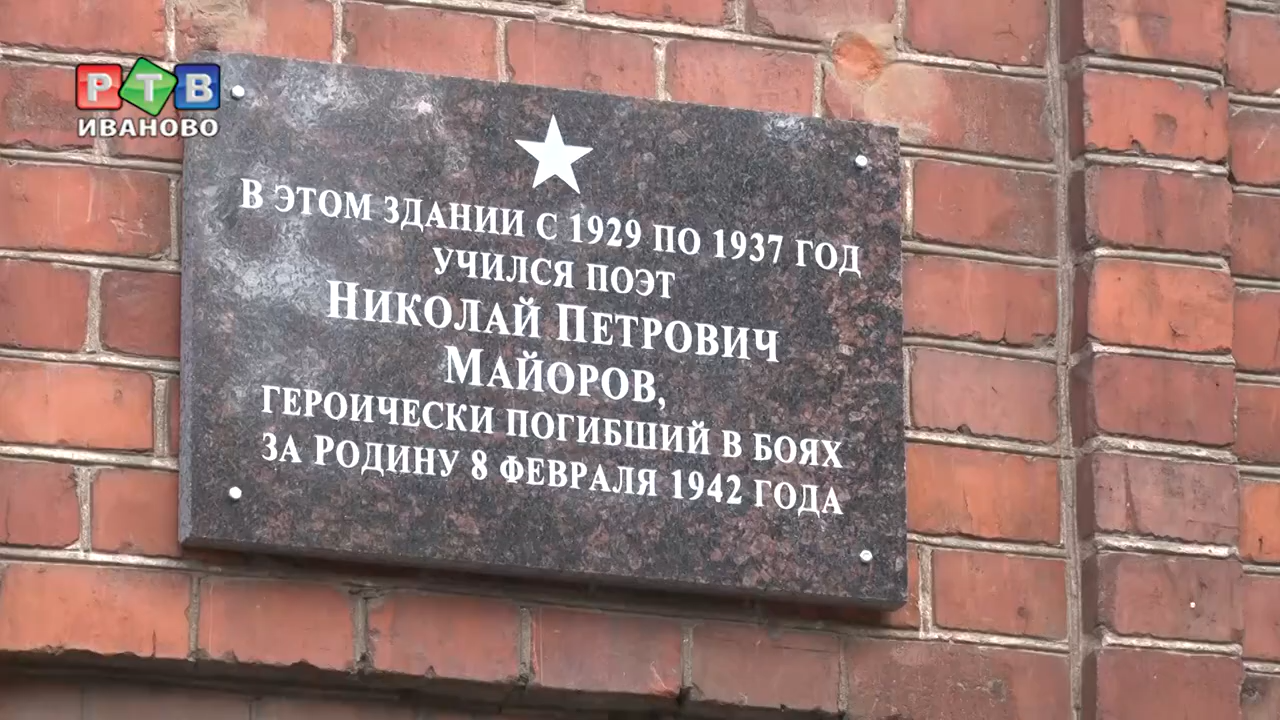 РТВ
ИВАНОВО
В ЭТОМ ЗДАНИИ С 1929 ПО 1937 ГОД
УЧИЛСЯ ПОЭТ
НИКОЛАЙ ПЕТРОВИЧ
МАЙОРОВ,
ГЕРОИЧЕСКИ ПОГИБШИЙ В БОЯХ
ЗА РОДИНУ 8 ФЕВРАЛЯ 1942 ГОДА